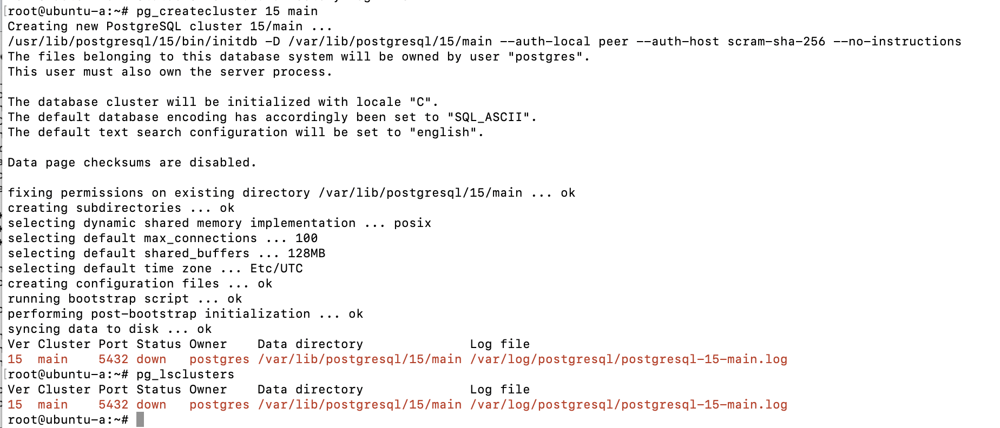 [root@ubuntu-a:~# pg_createcluster 15 main
Creating new PostgreSQL cluster 15/main ...
/usr/lib/postgresql/15/bin/initdb -D /var/lib/postgresql/15/main --auth-local peer --auth-host scram-sha-256 --no-instructions
The files belonging to this database system will be owned by user "postgres".
This user must also own the server process.

The database cluster will be initialized with locale "C".
The default database encoding has accordingly been set to "SQL_ASCII".
The default text search configuration will be set to "english".

Data page checksums are disabled.

fixing permissions on existing directory /var/lib/postgresql/15/main ... ok
creating subdirectories ... ok
selecting dynamic shared memory implementation ... posix
selecting default max_connections ... 100
selecting default shared_buffers ... 128MB
selecting default time zone ... Etc/UTC
creating configuration files ... ok
running bootstrap script ... ok
performing post-bootstrap initialization ... ok
syncing data to disk ... ok
Ver Cluster Port Status Owner    Data directory              Log file
15  main    5432 down   postgres /var/lib/postgresql/15/main /var/log/postgresql/postgresql-15-main.log
[root@ubuntu-a:~# pg_lsclusters
Ver Cluster Port Status Owner    Data directory              Log file
15  main    5432 down   postgres /var/lib/postgresql/15/main /var/log/postgresql/postgresql-15-main.log
root@ubuntu-a:~#